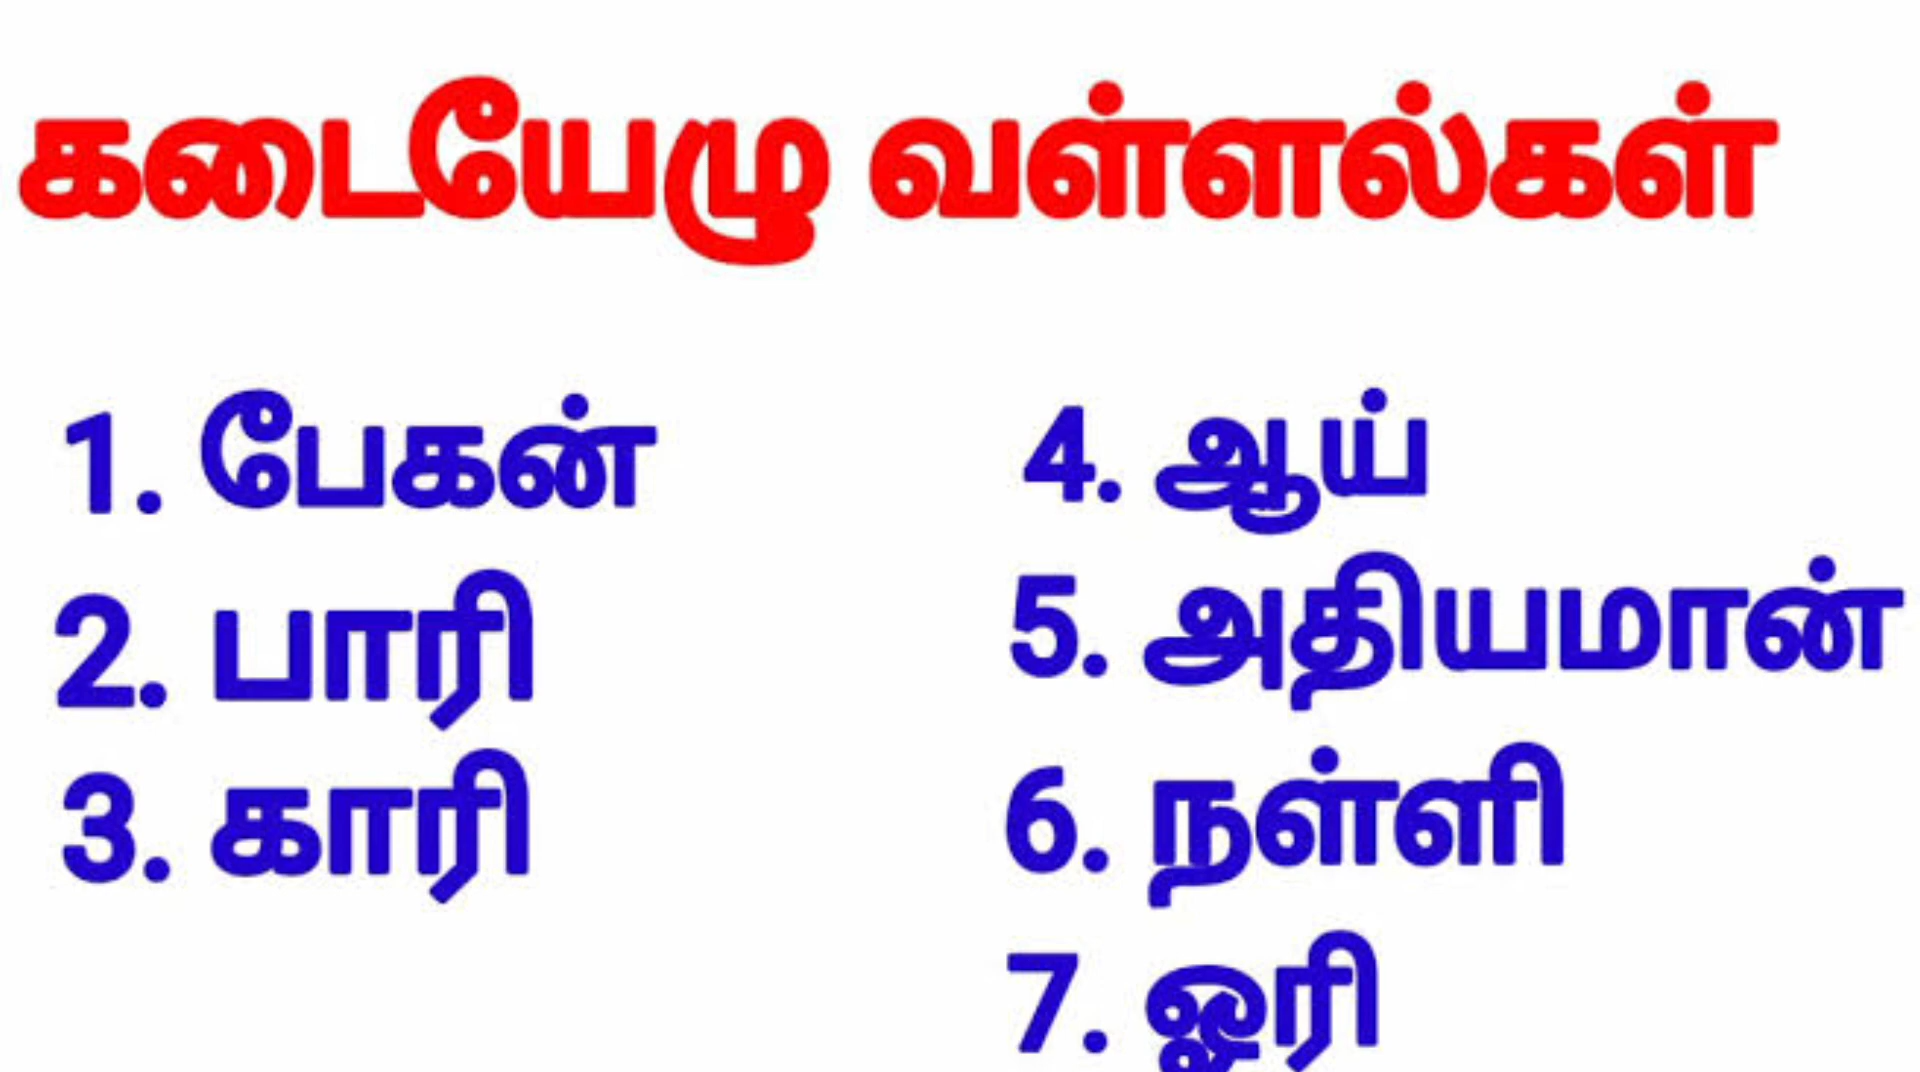 கடையேழு வள்ளல்கள்
1. பேகன்
2. பாரி
3. காரி
4. ஆய்
5. அதியமான்
6. நள்ளி
7. ஓரி